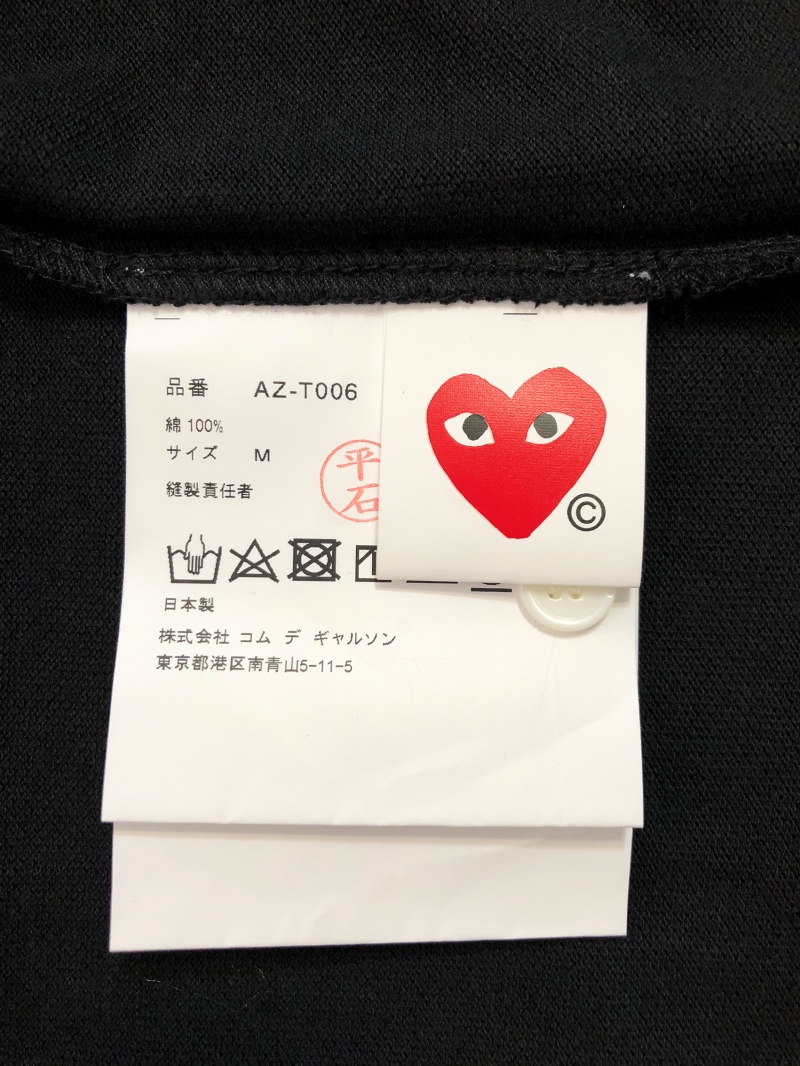 品番 AZ-T006
綿 100%
サイズ M
縫製責任者
平石
日本製
株式会社 コム デ ギャルソン
東京都港区南青山5-11-5
©